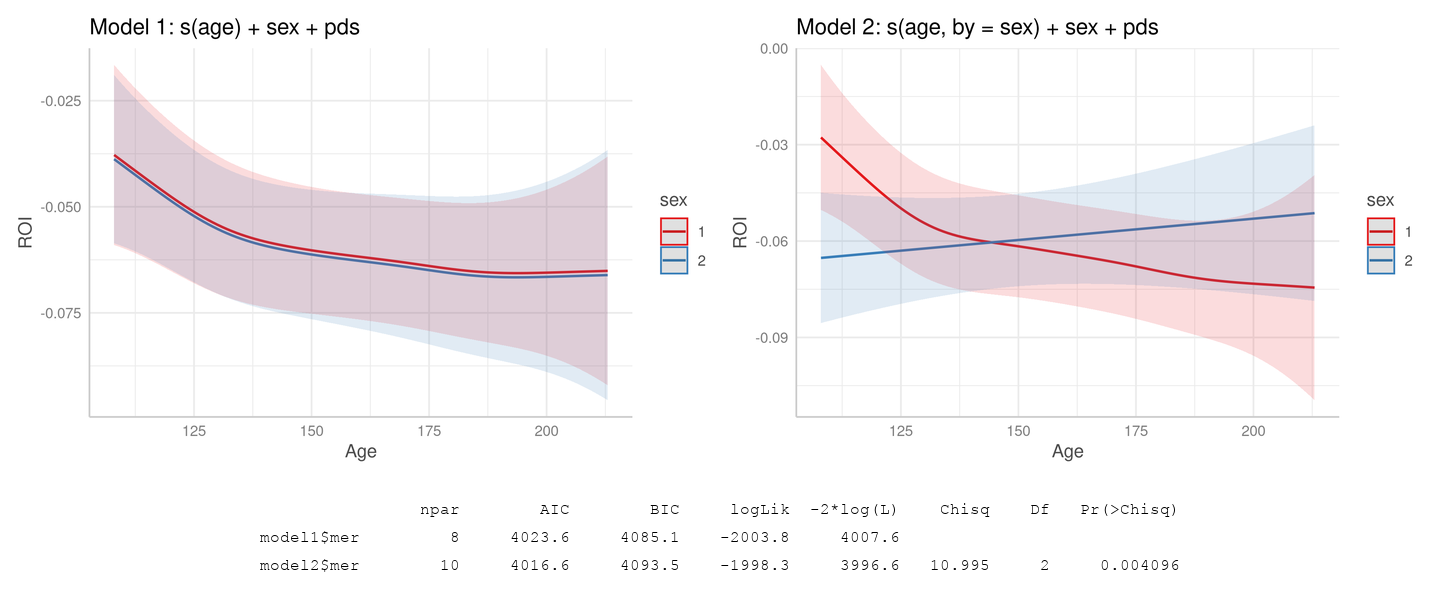 Model 1: s(age) + sex + pds
-0.025
-0.050
-0.075
ROI
125 150 175 200
Age
sex
1
2
Model 2: s(age, by = sex) + sex + pds
0.00
-0.03
-0.06
-0.09
ROI
125 150 175 200
Age
sex
1
2
npar AIC BIC logLik -2*log(L) Chisq Df Pr(>Chisq)
model1$mer 8 4023.6 4085.1 -2003.8 4007.6
model2$mer 10 4016.6 4093.5 -1998.3 3996.6 10.995 2 0.004096